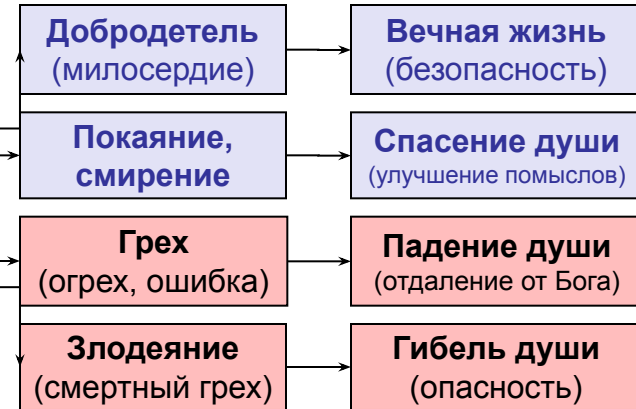 Добродетель
(милосердие)
Вечная жизнь
(безопасность)
Покаяние,
смирение
Спасение души
(улучшение помыслов)
Грех
(огрех, ошибка)
Падение души
(отдаление от Бога)
Злодеяние
(смертный грех)
Гибель души
(опасность)